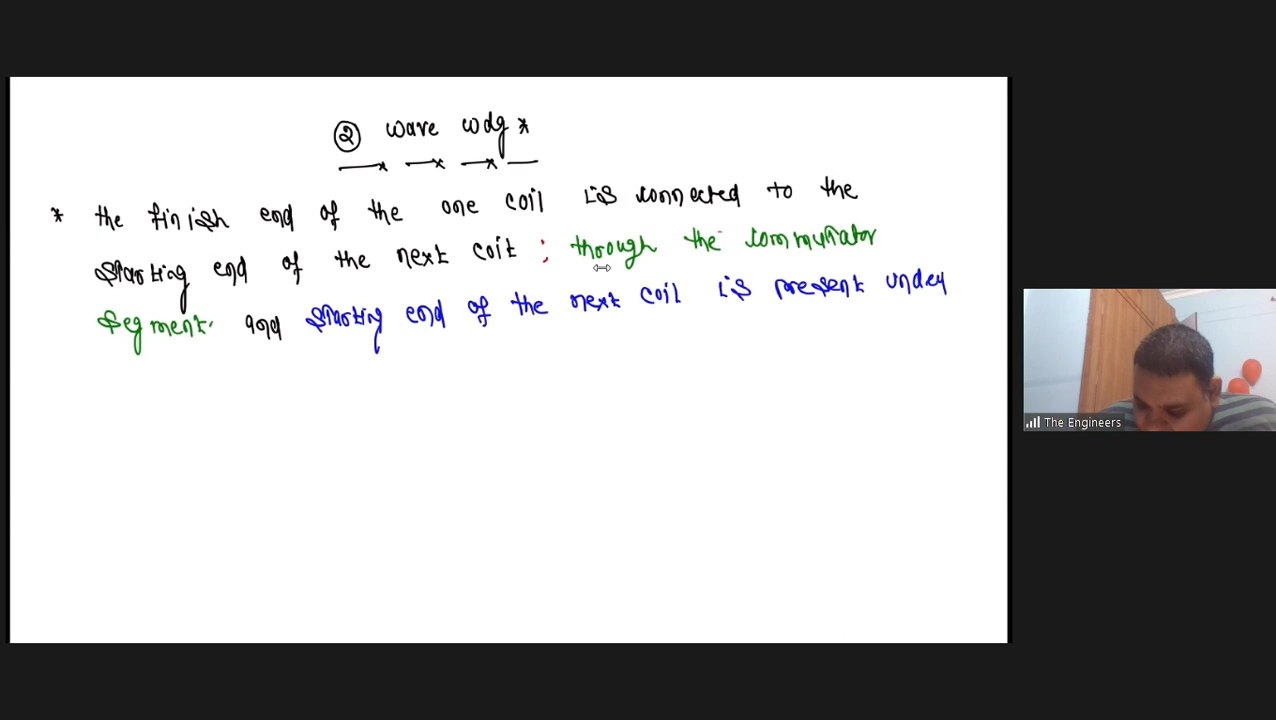 ② wave wdg *
* the finish end of the one coil is connected to the
starting end of the next coil ; through the commutator
segment. and starting end of the next coil is present under
The Engineers